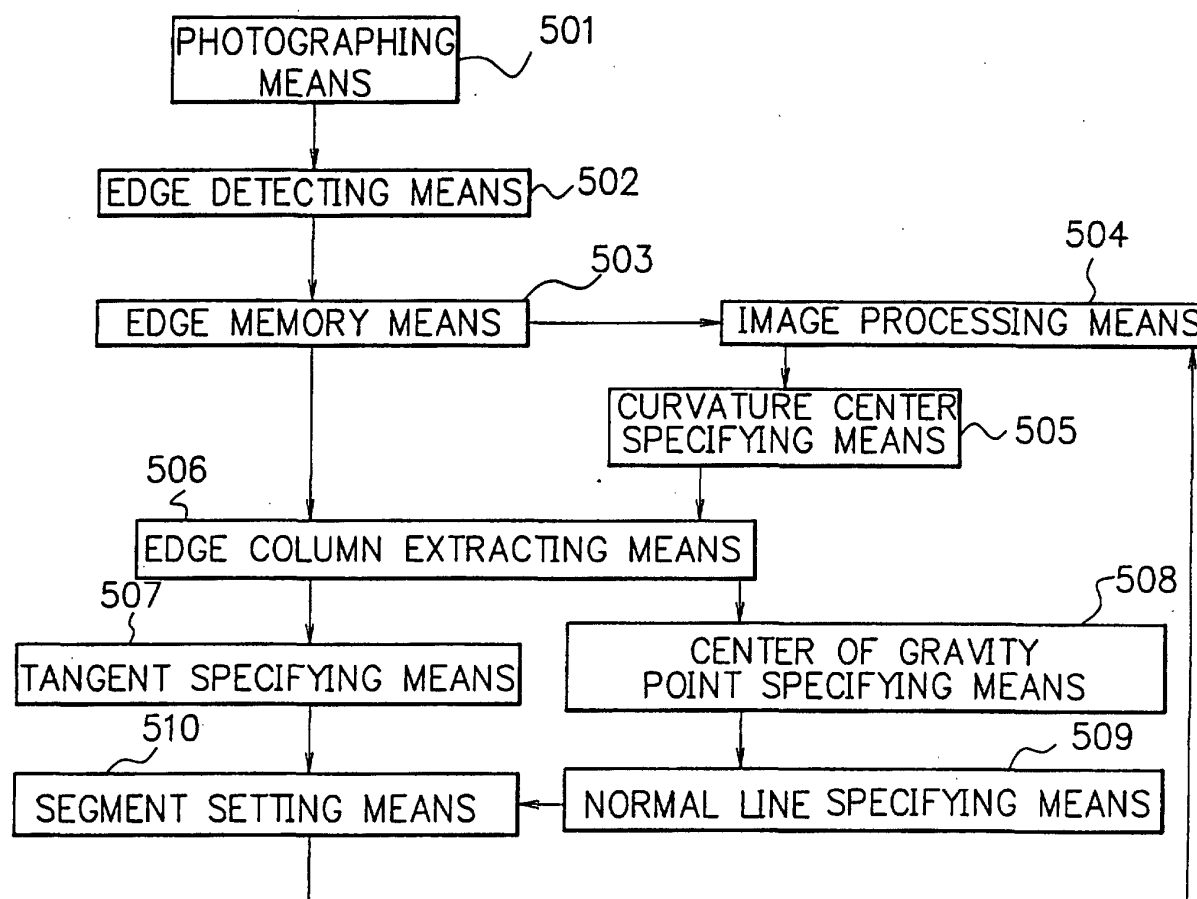 PHOTOGRAPHING
MEANS
501
EDGE DETECTING MEANS
502
503
EDGE MEMORY MEANS
504
IMAGE PROCESSING MEANS
CURVATURE CENTER
SPECIFYING MEANS
505
506
EDGE COLUMN EXTRACTING MEANS
507
TANGENT SPECIFYING MEANS
508
CENTER OF GRAVITY
POINT SPECIFYING MEANS
510
SEGMENT SETTING MEANS
509
NORMAL LINE SPECIFYING MEANS